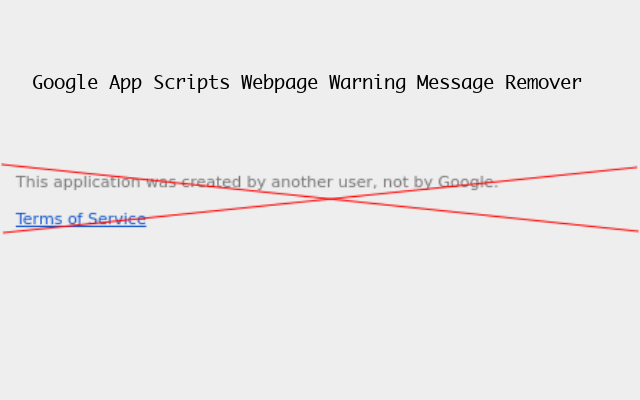 Google App Scripts Webpage Warning Message Remover
This application was created by another user, not by Google.
Terms of Service